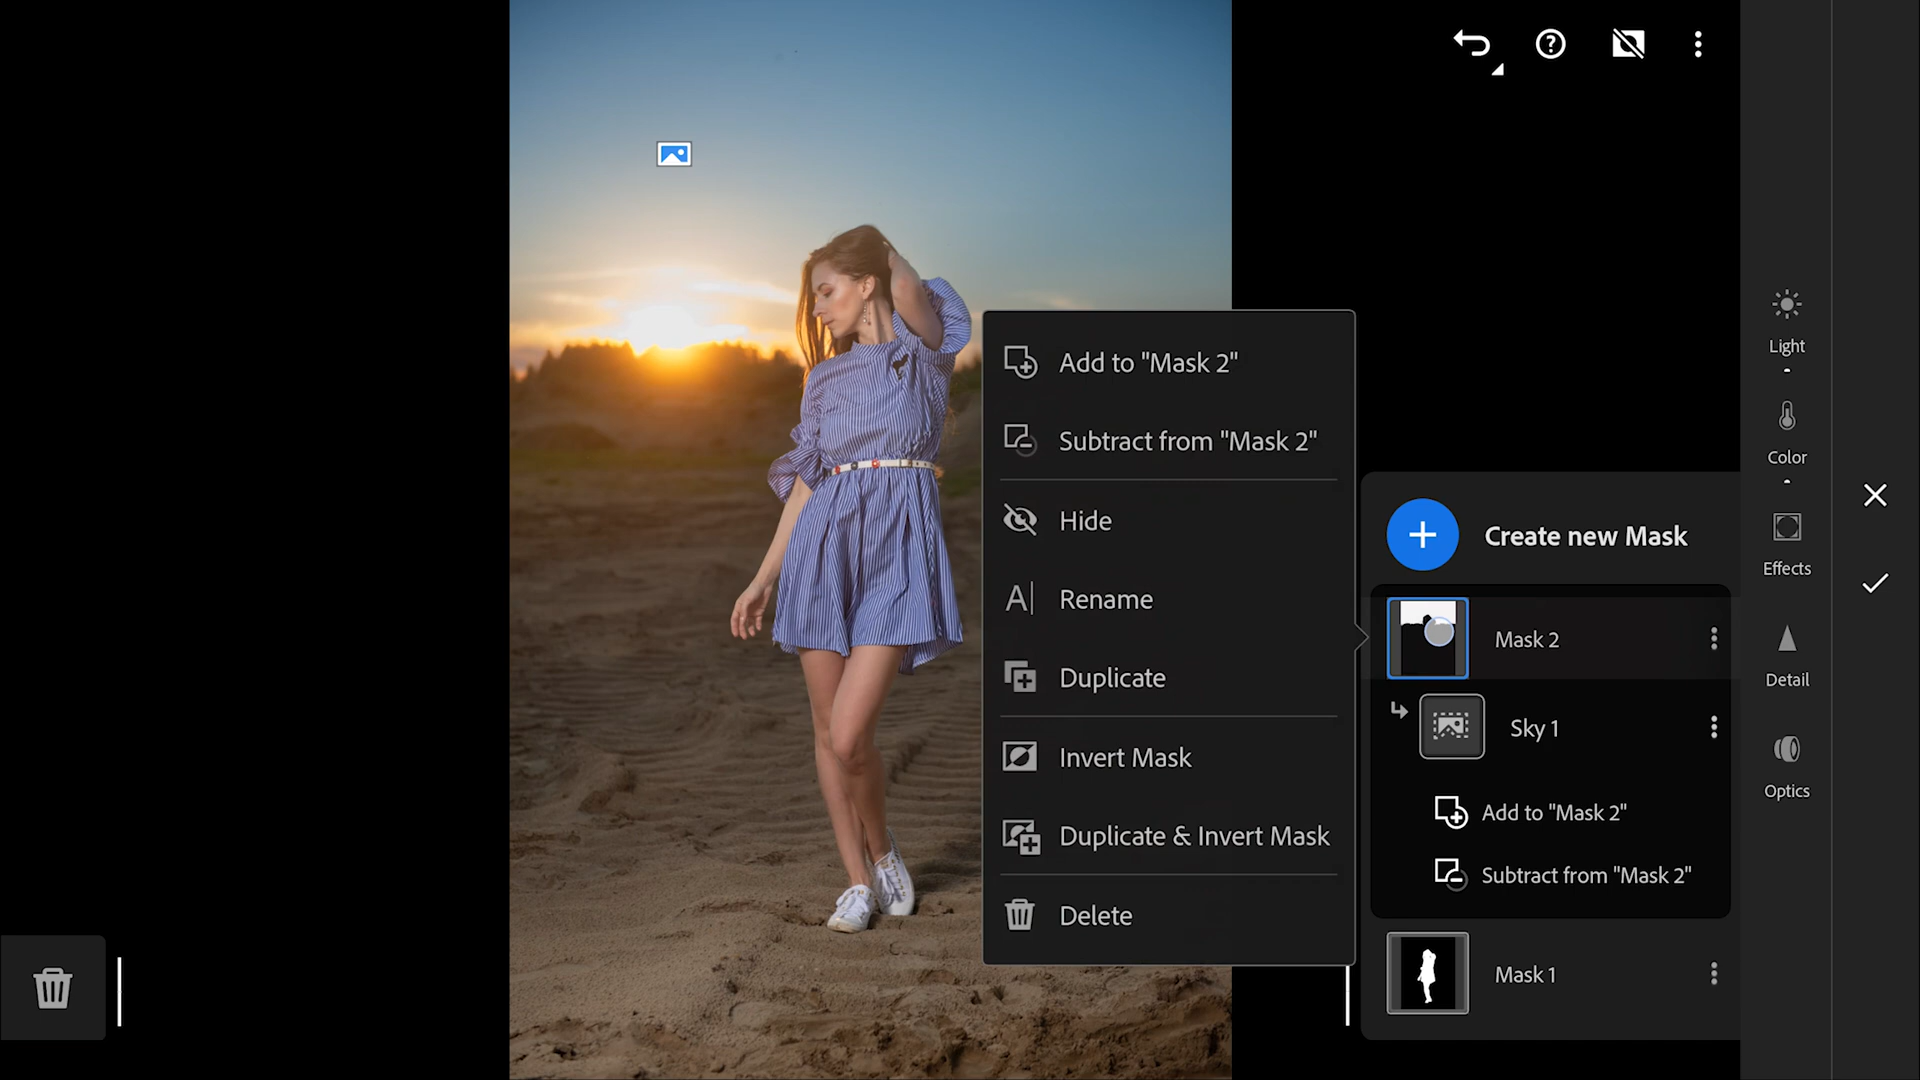 Add to "Mask 2"
Subtract from "Mask 2"
Hide
Rename
Duplicate
Invert Mask
Duplicate & Invert Mask
Delete
Create new Mask
Mask 2
Sky 1
Add to "Mask 2"
Subtract from "Mask 2"
Mask 1
Light
Color
Effects
Detail
Optics